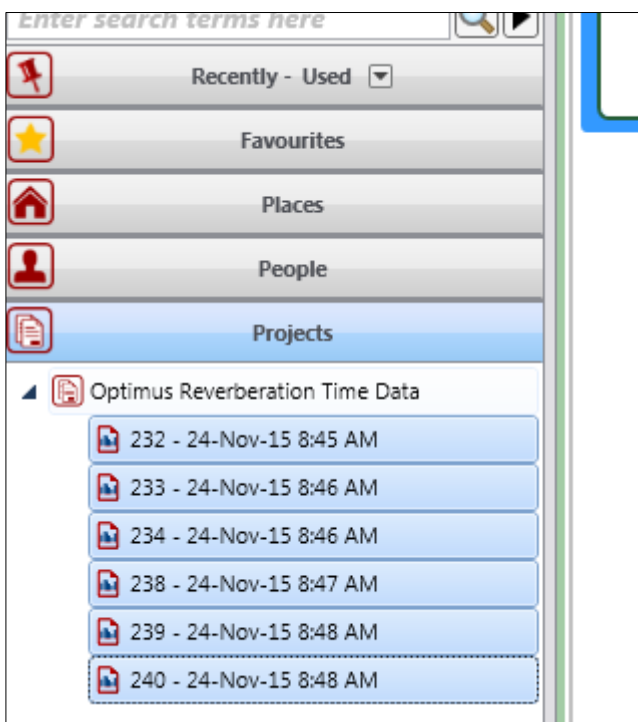 Enter search terms here
Recently - Used
Favourites
Places
People
Projects
Optimus Reverberation Time Data
232 - 24-Nov-15 8:45 AM
233 - 24-Nov-15 8:46 AM
234 - 24-Nov-15 8:46 AM
238 - 24-Nov-15 8:47 AM
239 - 24-Nov-15 8:48 AM
240 - 24-Nov-15 8:48 AM